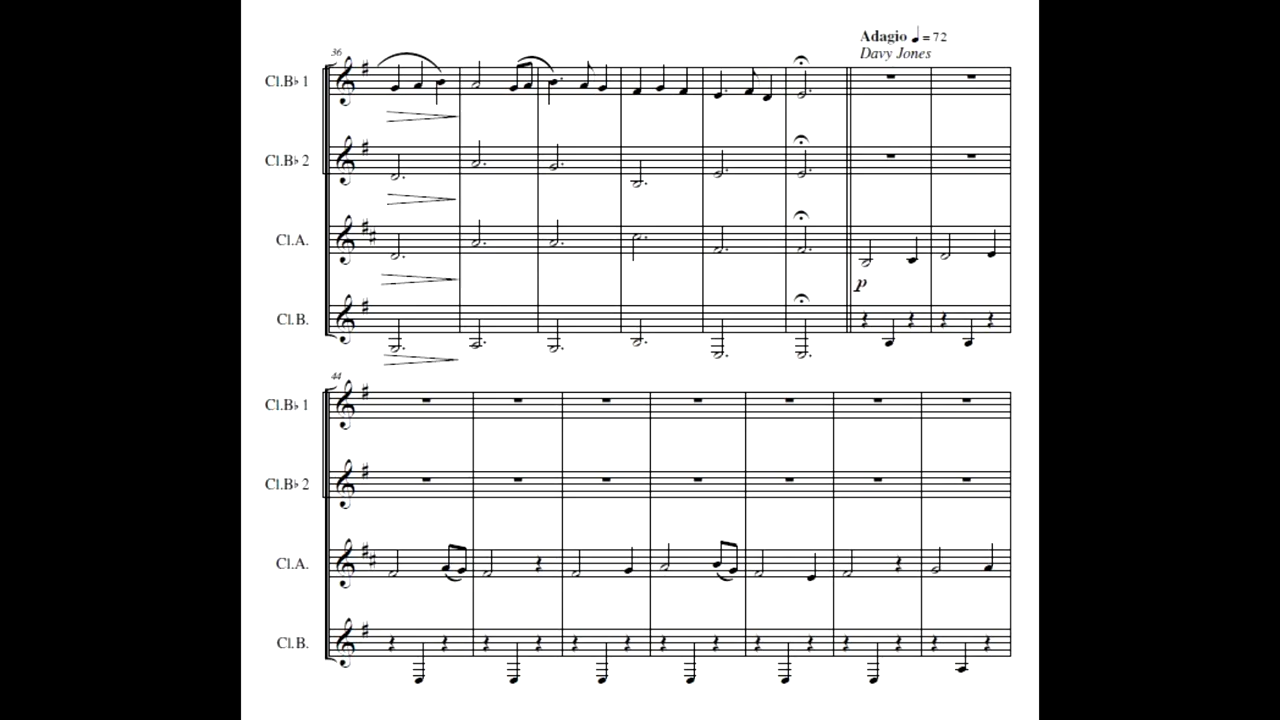 Adagio ♩ = 72
Davy Jones
36
Cl.B♭ 1
Cl.B♭ 2
Cl.A.
p
Cl.B.
44
Cl.B♭ 1
Cl.B♭ 2
Cl.A.
Cl.B.